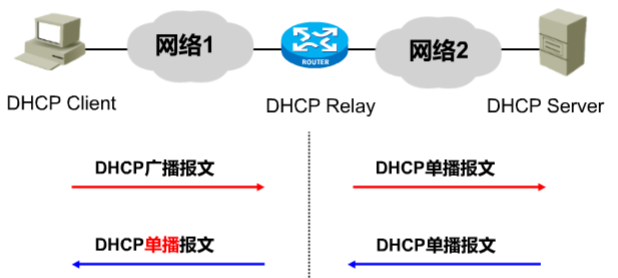 网络1
网络2
ROUTER
DHCP Client
DHCP Relay
DHCP Server
DHCP广播报文
DHCP单播报文
DHCP单播报文
DHCP单播报文